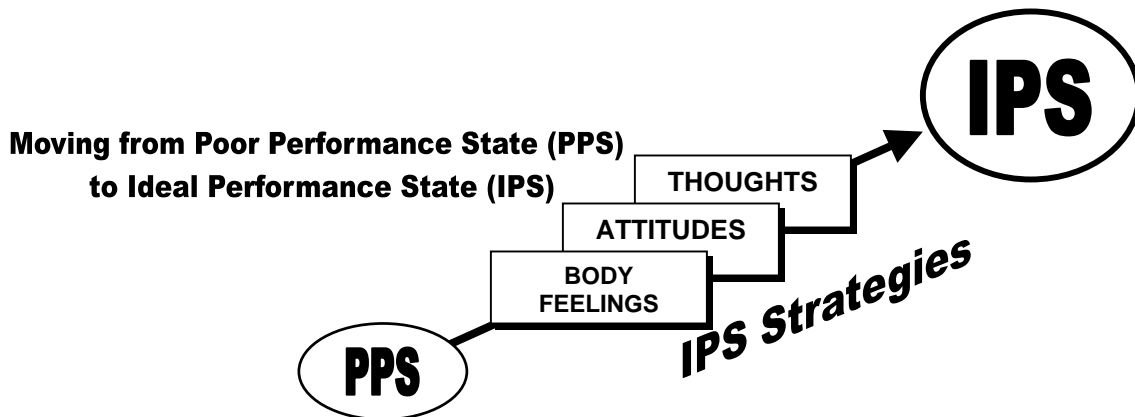 IPS
Moving from Poor Performance State (PPS)
to Ideal Performance State (IPS)
THOUGHTS
ATTITUDES
BODY
FEELINGS
IPS Strategies
PPS